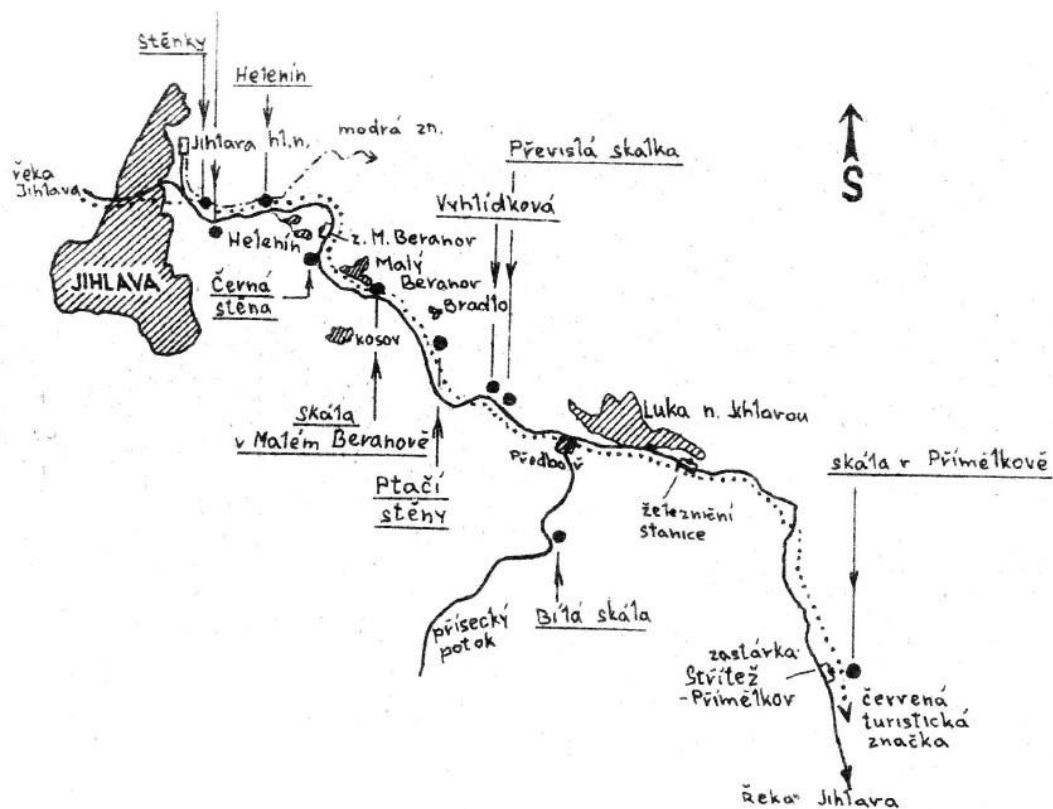 Stěnky
Helenín
modrá zn.
Jihlava hl.n.
řeka
Jihlava
Převislá skalka
S
Vyhlídková
Helenín
z. M. Beranov
Malý
Beranov
JIHLAVA
Černá
stěna
Bradlo
kosov
skála
v Malém Beranově
Luka n. Jihlavou
Předboř
skála v Přímělkově
Ptačí
stěny
železniční
stanice
přísecký
potok
Bílá skála
zastávka
Střítež
-Přímělkov
červená
turistická
značka
řeka Jihlava